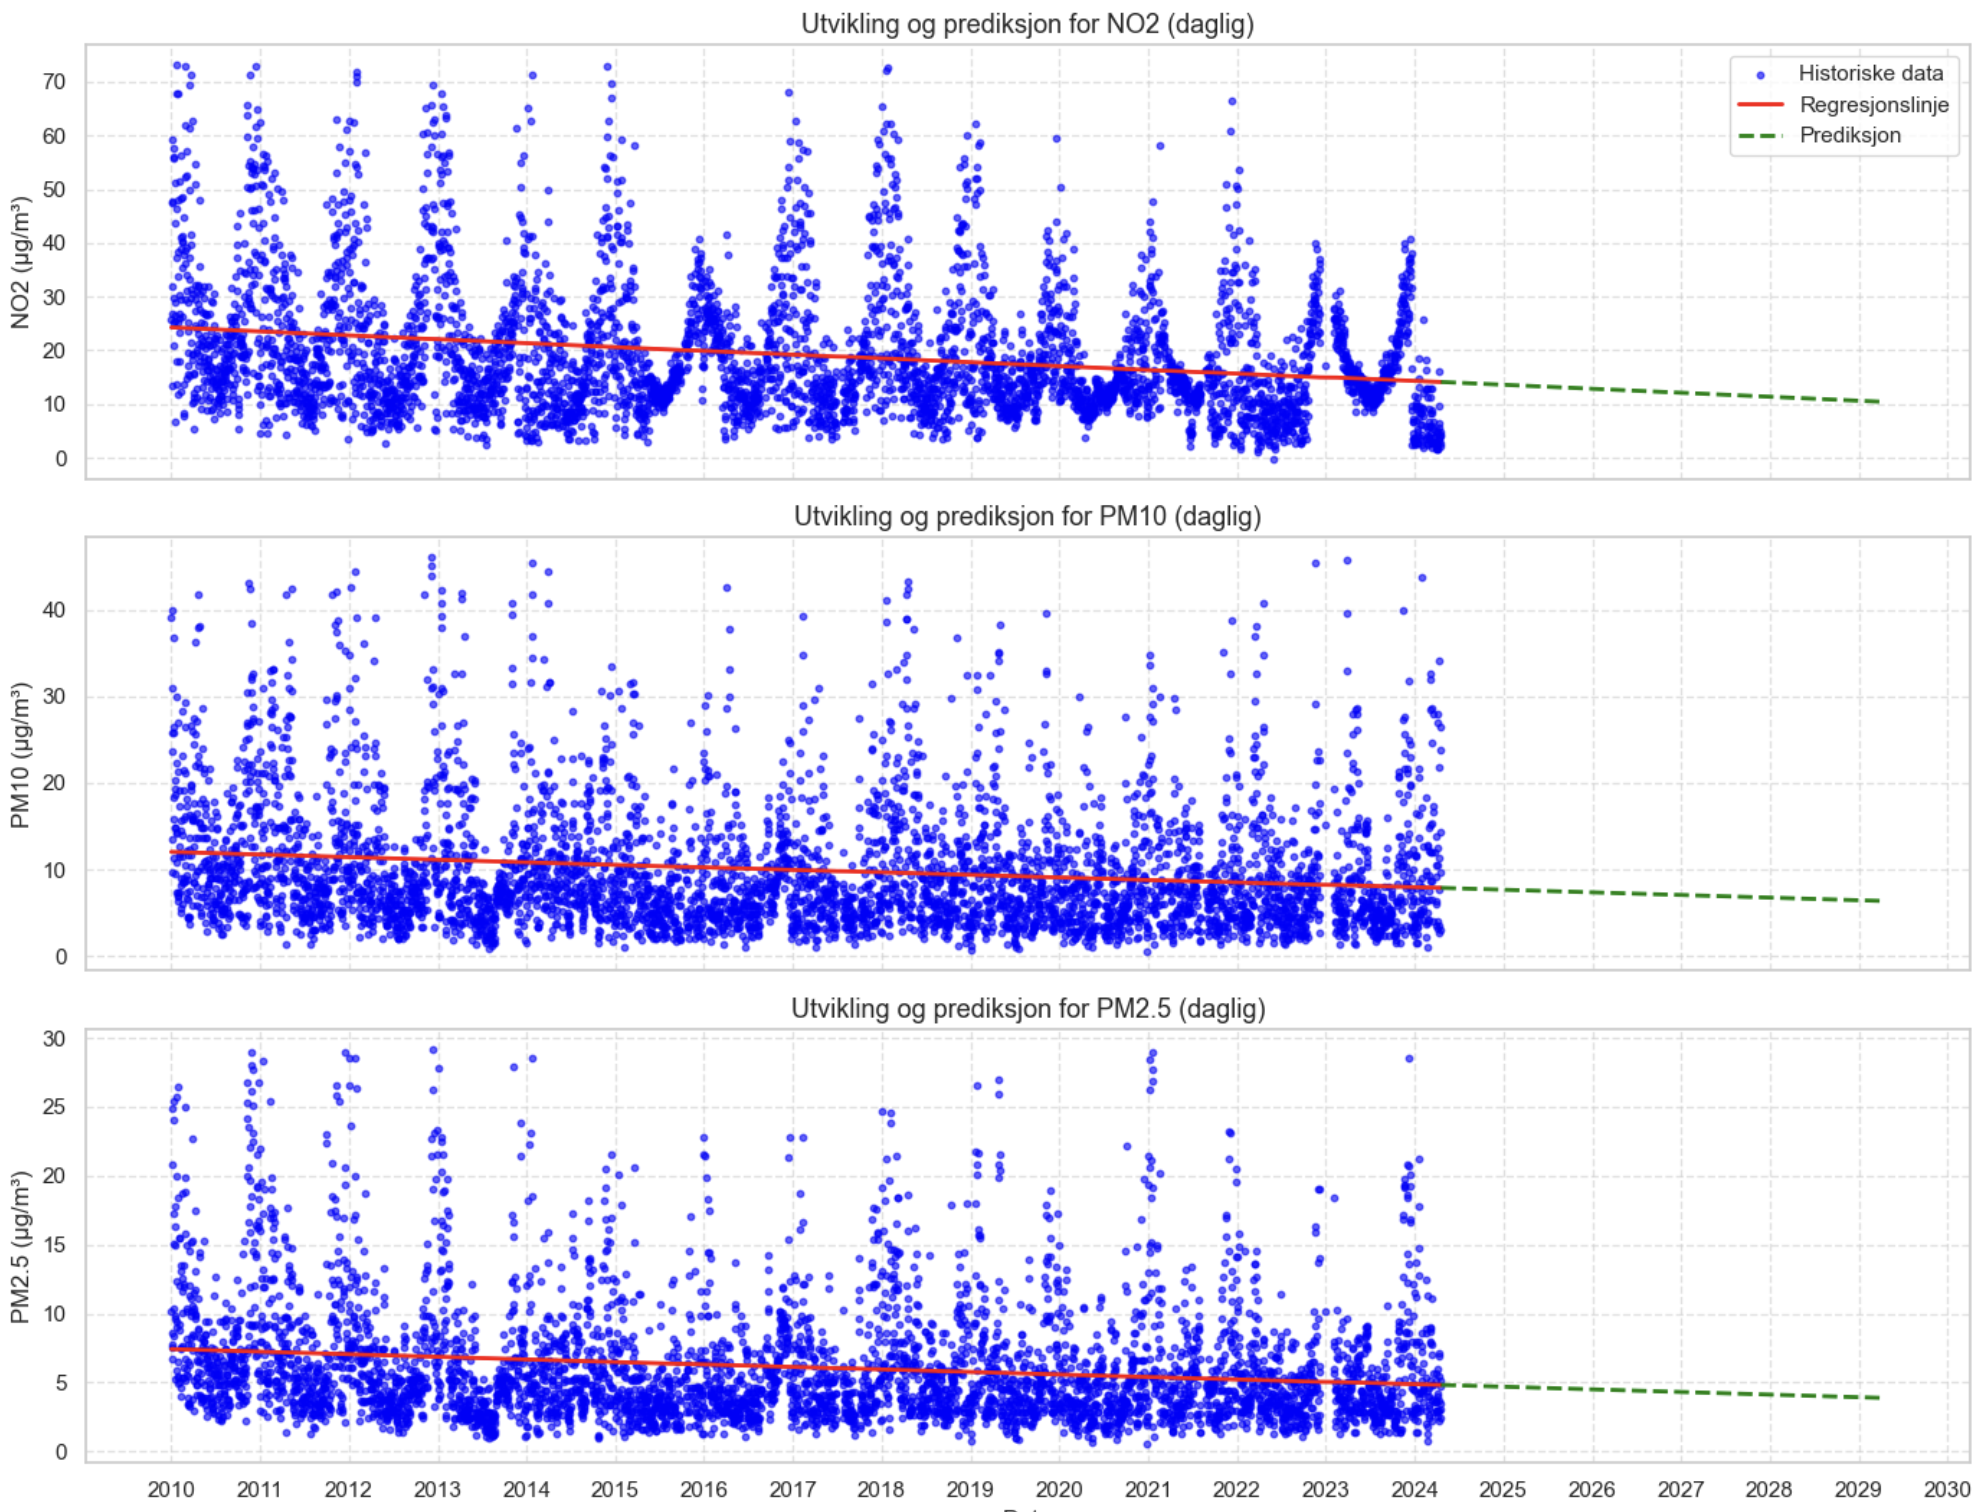 Utvikling og prediksjon for NO2 (daglig)
70
60
50
40
30
20
10
0
NO2 (µg/m³)
Historiske data
Regresjonslinje
Prediksjon
Utvikling og prediksjon for PM10 (daglig)
40
30
20
10
0
PM10 (µg/m³)
Utvikling og prediksjon for PM2.5 (daglig)
30
25
20
15
10
5
0
PM2.5 (µg/m³)
2010 2011 2012 2013 2014 2015 2016 2017 2018 2019 2020 2021 2022 2023 2024 2025 2026 2027 2028 2029 2030